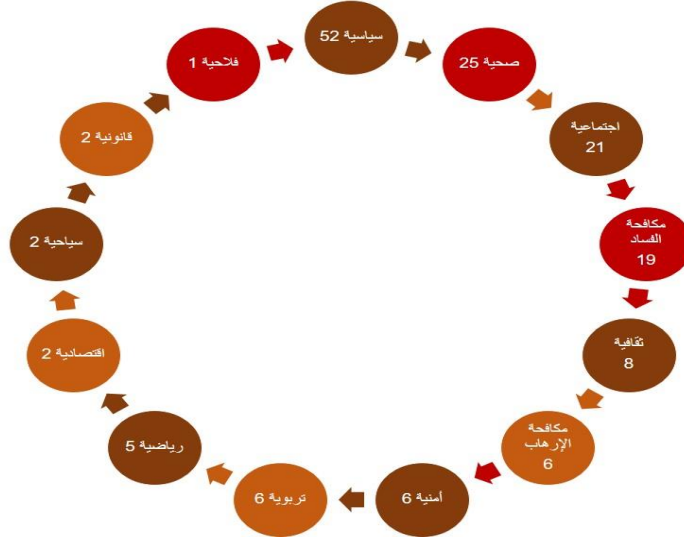 سياسية 52
صحية 25
اجتماعية
21
مكافحة
الفساد
19
ثقافية
8
مكافحة
الإرهاب
6
أمنية 6
تربوية 6
رياضية 5
اقتصادية 2
سياحية 2
قانونية 2
فلاحية 1